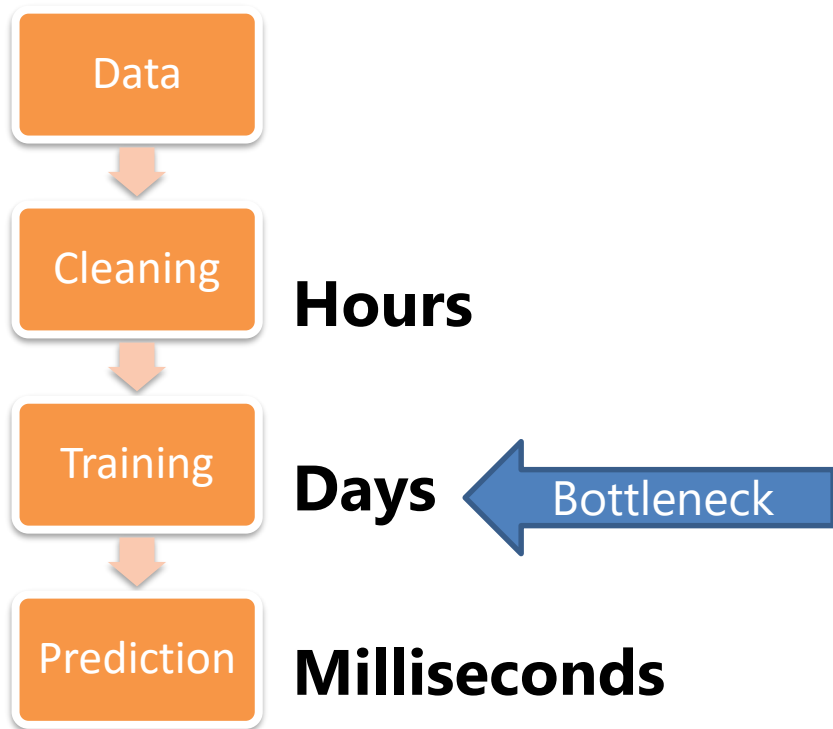 Data
Cleaning
Hours
Training
Days
Bottleneck
Prediction
Milliseconds